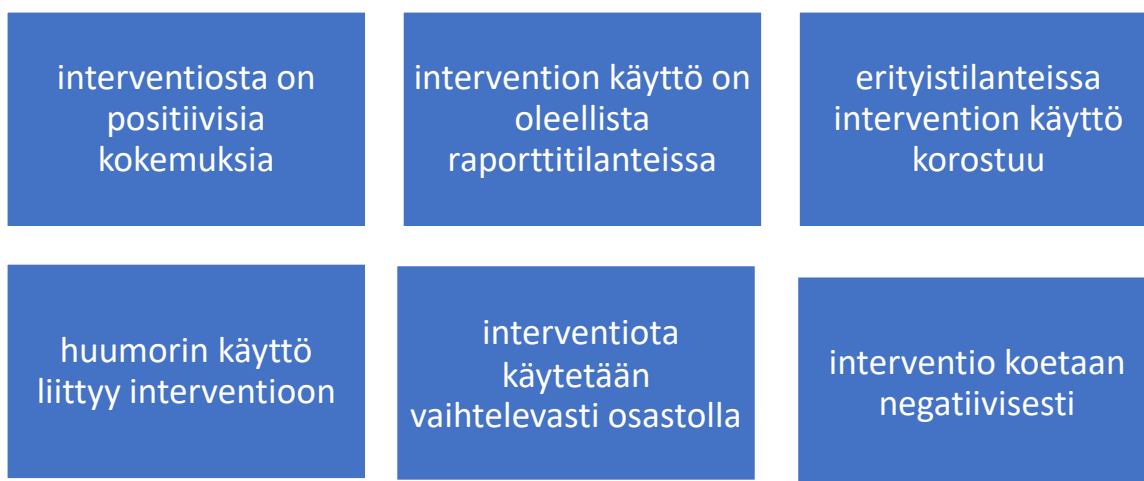 interventiosta on
positiivisia
kokemuksia
intervention käyttö on
oleellista
raporttitilanteissa
erityistilanteissa
intervention käyttö
korostuu
huumorin käyttö
liittyy interventioon
interventiota
käytetään
vaihtelevasti osastolla
interventio koetaan
negatiivisesti